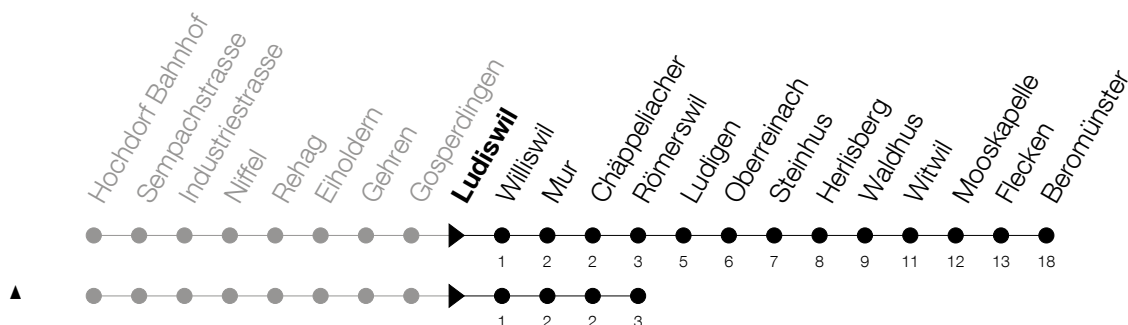 Hochdorf Bahnhof
Sempachstrasse
Industriestrasse
Niffel
Rehag
Eiholdern
Gehren
Gosperdingen
Ludiswil
Williswil
Mur
Chäppeliacher
Römerswil
Ludigen
Oberreinach
Steinhus
Herlisberg
Waldhus
Witwil
Mooskapelle
Flecken
Beromünster
1 2 2 3 5 6 7 8 9 11 12 13 18
1 2 2 3